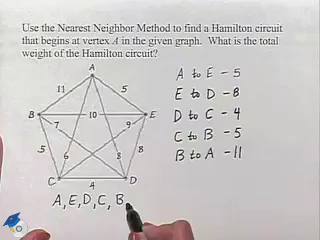 Use the Nearest Neighbor Method to find a Hamilton circuit
that begins at vertex A in the given graph. What is the total
weight of the Hamilton circuit?
A
11
5
B
10
E
7
9
5
6
8
8
C
4
D
A, E, D, C, B
A to E - 5
E to D - 8
D to C - 4
C to B - 5
B to A - 11